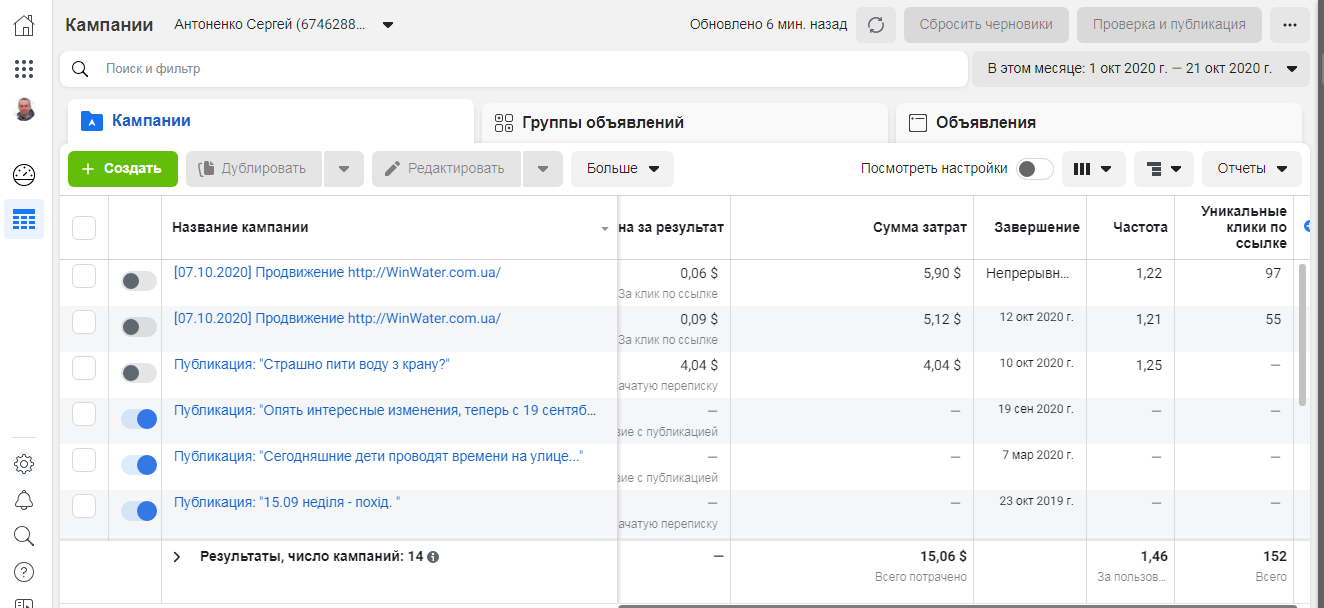 Кампании Антоненко Сергей (6746288... Обновлено 6 мин. назад Сбросить черновики Проверка и публикация ...
Поиск и фильтр В этом месяце: 1 окт 2020 г. — 21 окт 2020 г.
Кампании Группы объявлений Объявления
+ Создать Дублировать Редактировать Больше Посмотреть настройки Отчеты
Название кампании на за результат Сумма затрат Завершение Частота Уникальные клики по ссылке
[07.10.2020] Продвижение http://WinWater.com.ua/ 0,06 $ 5,90 $ Непрерывн... 1,22 97
За клик по ссылке
[07.10.2020] Продвижение http://WinWater.com.ua/ 0,09 $ 5,12 $ 12 окт 2020 г. 1,21 55
За клик по ссылке
Публикация: "Страшно пити воду з крану?" 4,04 $ 4,04 $ 10 окт 2020 г. 1,25 —
ачатую переписку
Публикация: "Опять интересные изменения, теперь с 19 сентяб... — — 19 сен 2020 г. — —
вие с публикацией
Публикация: "Сегодняшние дети проводят времени на улице..." — — 7 мар 2020 г. — —
вие с публикацией
Публикация: "15.09 неділя - похід. " — — 23 окт 2019 г. — —
ачатую переписку
Результаты, число кампаний: 14 — 15,06 $ 1,46 152
Всего потрачено За пользов... Всего